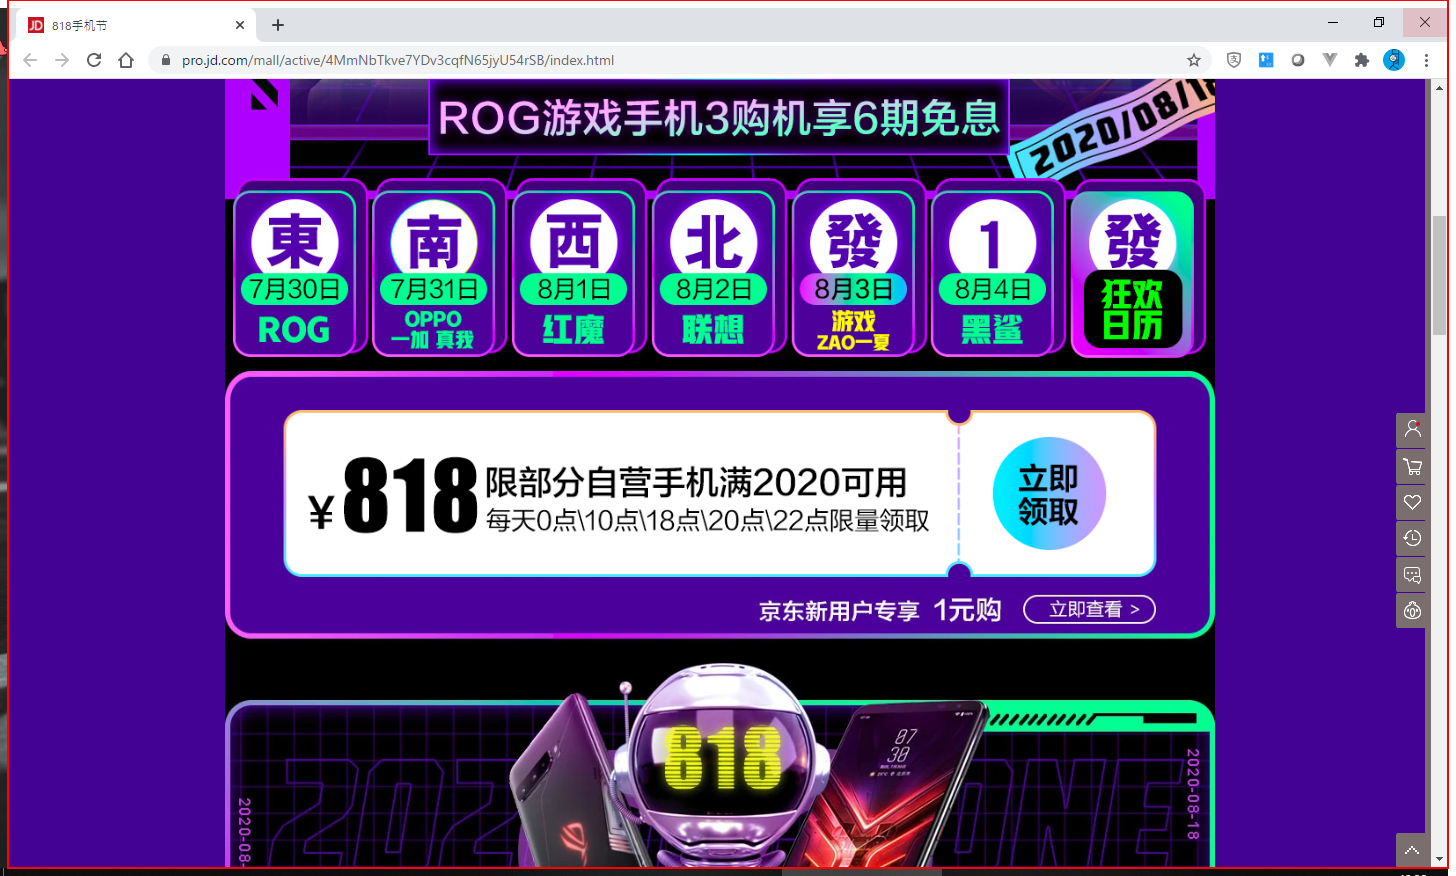 JD 818手机节
pro.jd.com/mall/active/4MmNbTkve7YDv3cqfN65jyU54rSB/index.html
ROG游戏手机3购机享6期免息
2020/08/18
東
7月30日
ROG
南
7月31日
OPPO
一加 真我
西
8月1日
红魔
北
8月2日
联想
發
8月3日
游戏
ZAO一夏
1
8月4日
黑鲨
發
狂欢
日历
¥818
限部分自营手机满2020可用
每天0点\10点\18点\20点\22点限量领取
立即
领取
京东新用户专享 1元购 立即查看 >
818
07
30
2020-08-18
2020-08-